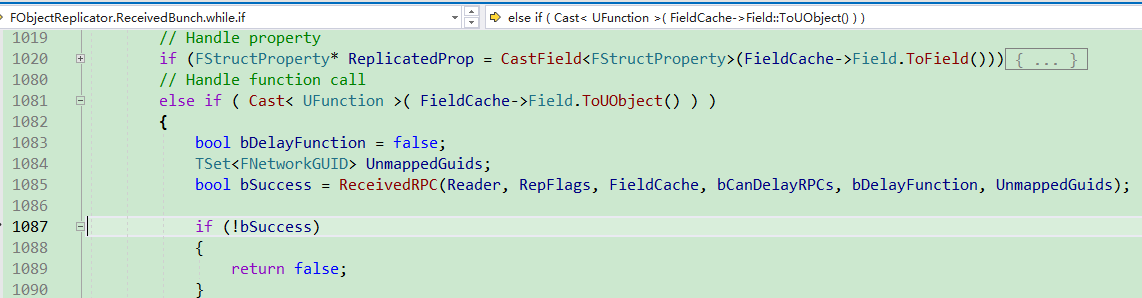 FObjectReplicator.ReceivedBunch.while.if
else if ( Cast< UFunction >( FieldCache->Field::ToUObject() ) )
1019 // Handle property
1020 if (FStructProperty* ReplicatedProp = CastField<FStructProperty>(FieldCache->Field.ToField())){ ... }
1080 // Handle function call
1081 else if ( Cast< UFunction >( FieldCache->Field.ToUObject() ) )
1082 {
1083 bool bDelayFunction = false;
1084 TSet<FNetworkGUID> UnmappedGuids;
1085 bool bSuccess = ReceivedRPC(Reader, RepFlags, FieldCache, bCanDelayRPCs, bDelayFunction, UnmappedGuids);
1086
1087 if (!bSuccess)
1088 {
1089 return false;
1090 }